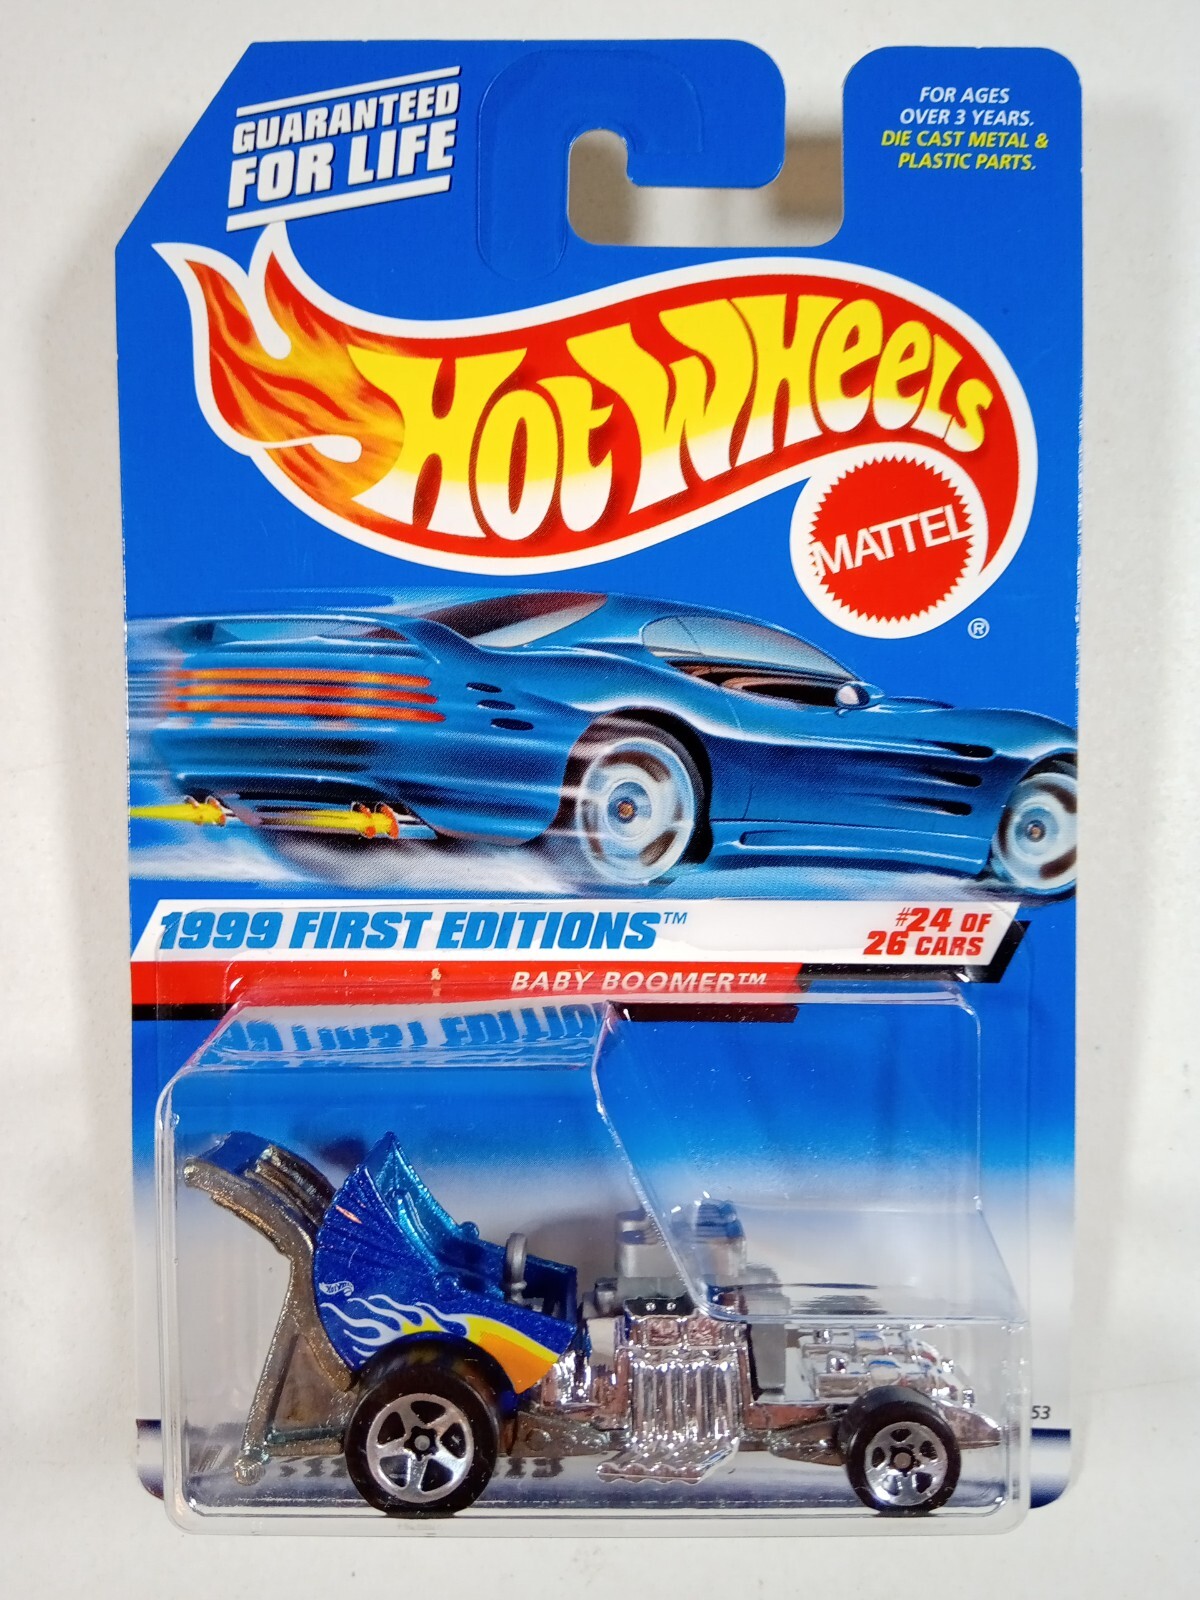 GUARANTEED
FOR LIFE
FOR AGES
OVER 3 YEARS.
DIE CAST METAL &
PLASTIC PARTS.
HOT WHEELS
MATTEL
®
1999 FIRST EDITIONS™
#24 OF
26 CARS
BABY BOOMER™
53